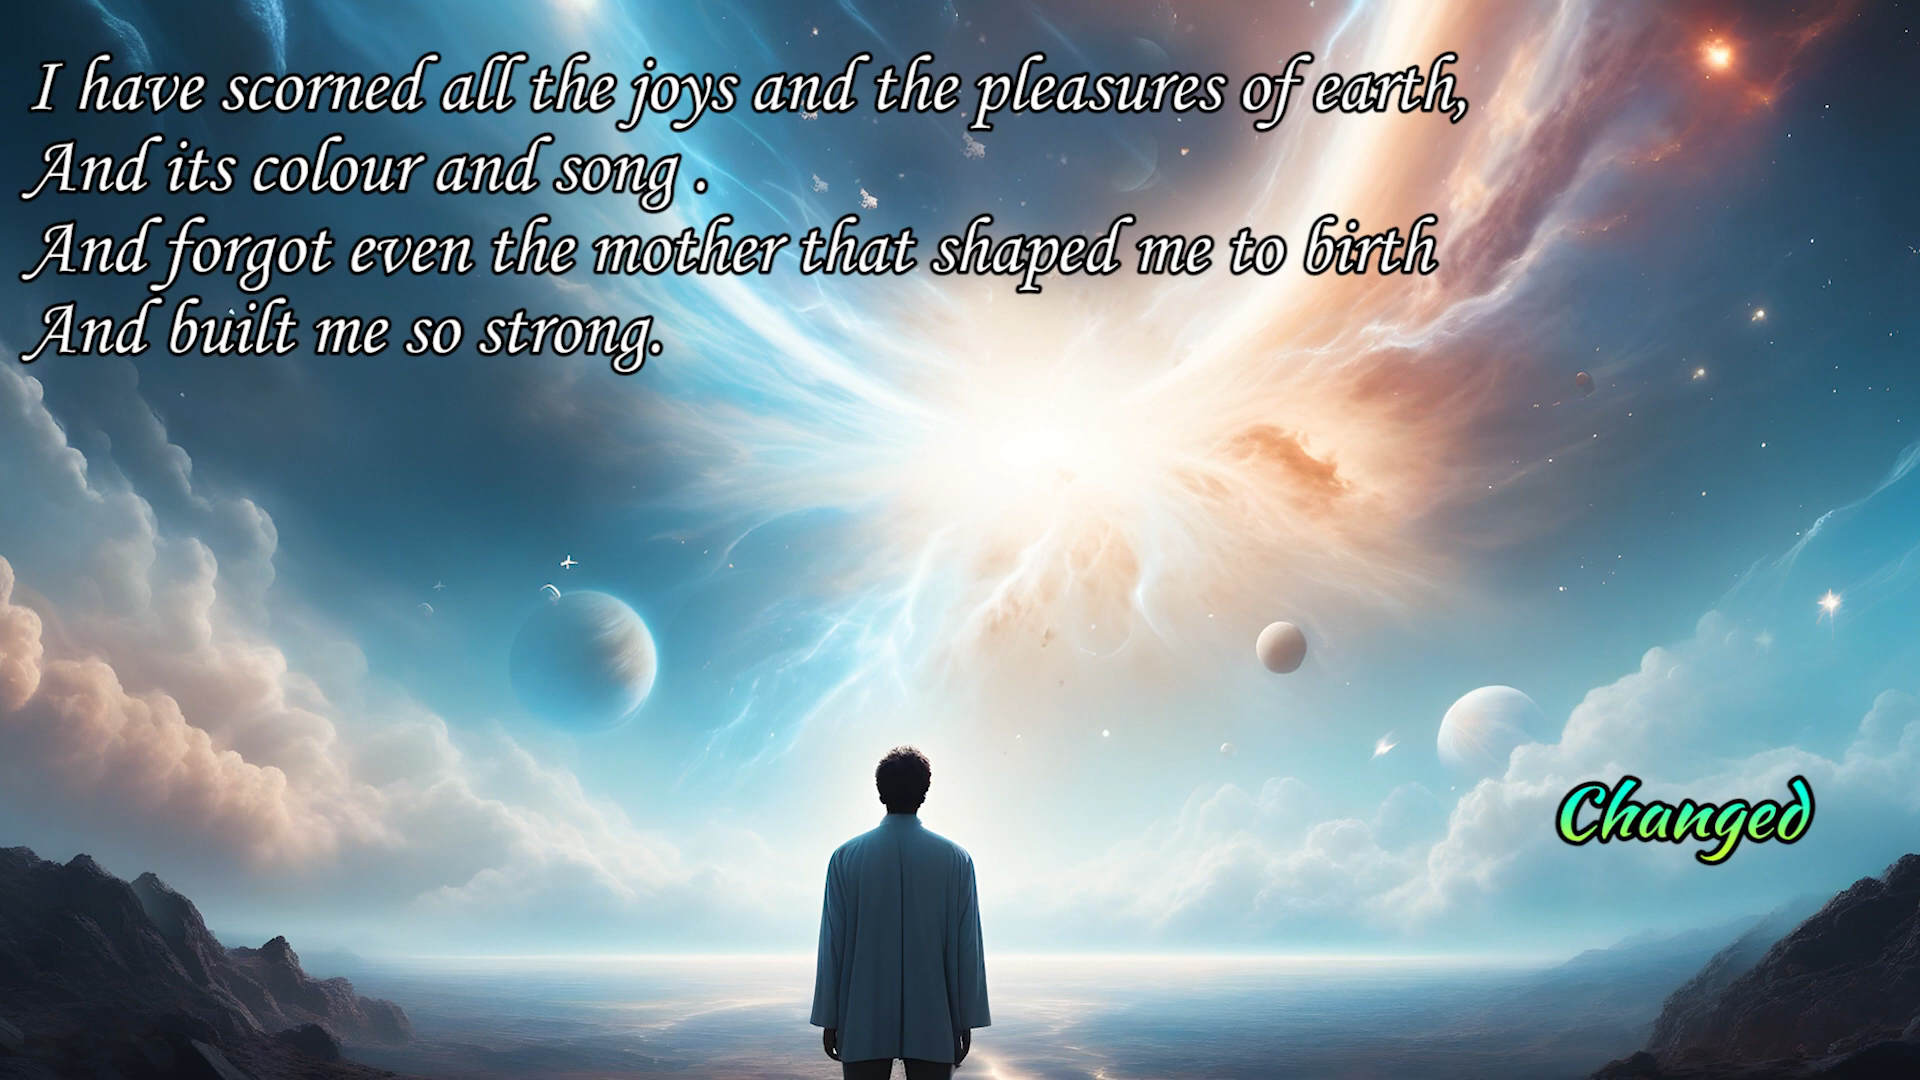 I have scorned all the joys and the pleasures of earth,
And its colour and song .
And forgot even the mother that shaped me to birth
And built me so strong.
Changed